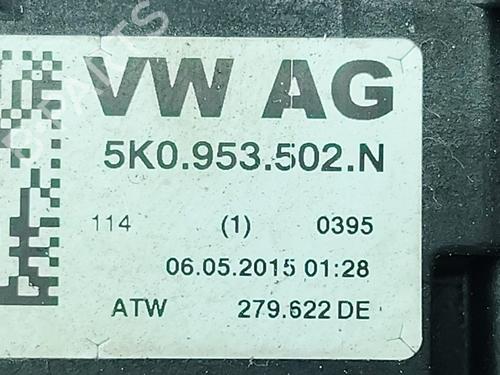 VW AG
5K0.953.502.N
114 (1) 0395
06.05.2015 01:28
ATW 279.622 DE